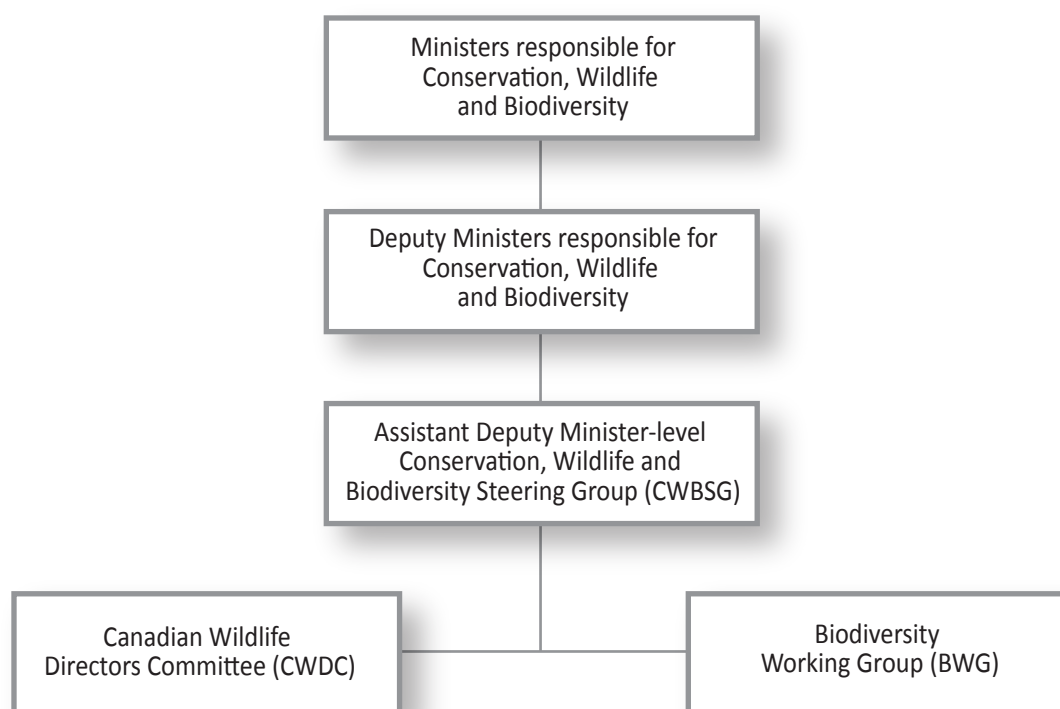 Ministers responsible for
Conservation, Wildlife
and Biodiversity
Deputy Ministers responsible for
Conservation, Wildlife
and Biodiversity
Assistant Deputy Minister-level
Conservation, Wildlife and
Biodiversity Steering Group (CWBSG)
Canadian Wildlife
Directors Committee (CWDC)
Biodiversity
Working Group (BWG)